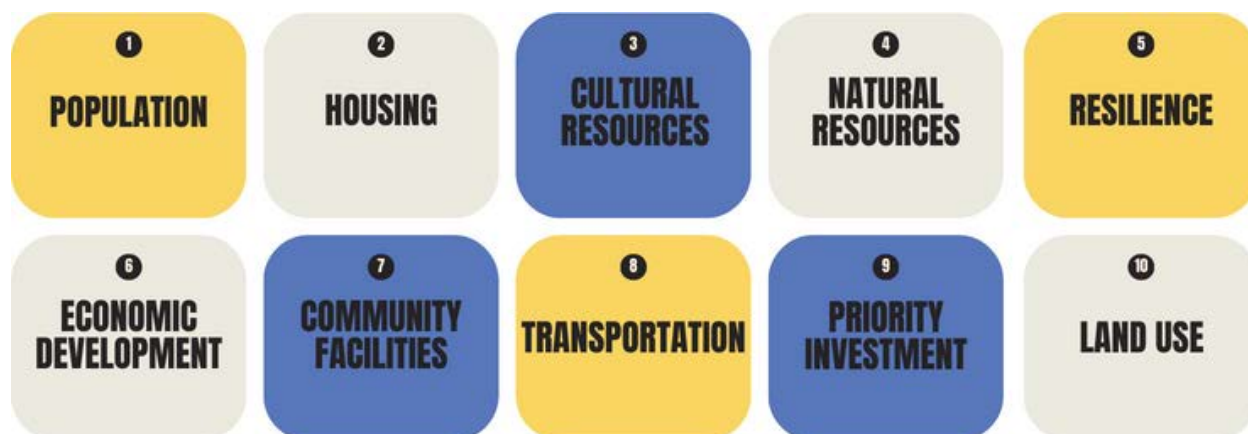 1
POPULATION
2
HOUSING
3
CULTURAL
RESOURCES
4
NATURAL
RESOURCES
5
RESILIENCE
6
ECONOMIC
DEVELOPMENT
7
COMMUNITY
FACILITIES
8
TRANSPORTATION
9
PRIORITY
INVESTMENT
10
LAND USE